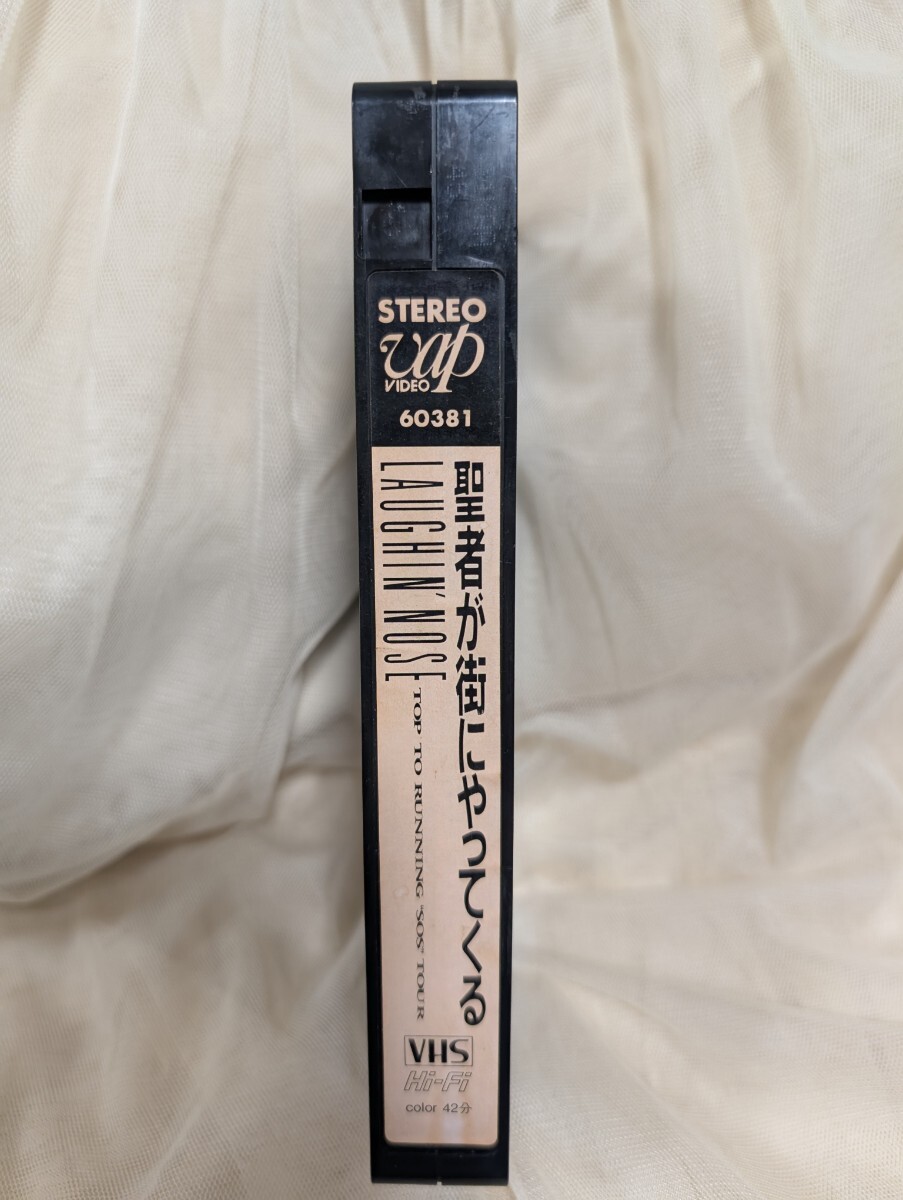 STEREO
vap
VIDEO
60381
聖者が街にやってくる
LAUGHIN' NOSE
TOP TO RUNNING "SOS" TOUR
VHS
Hi-Fi
color 42分